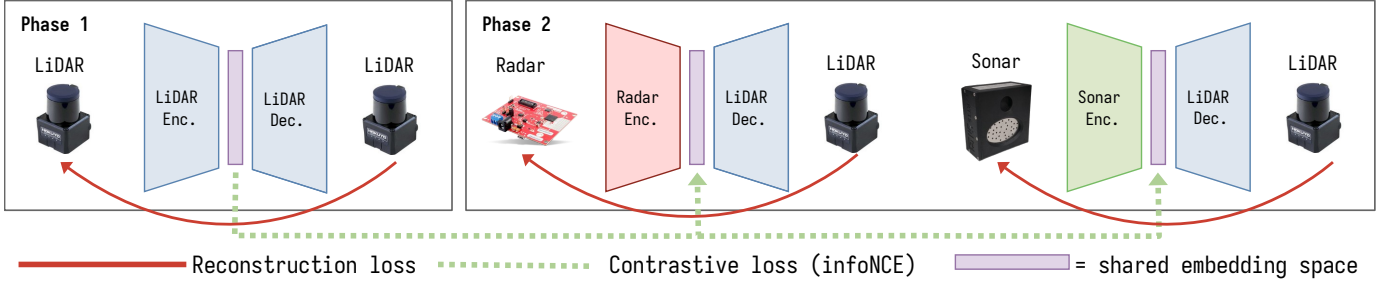 Phase 1
LiDAR
LiDAR
Enc.
LiDAR
Dec.
LiDAR
Phase 2
Radar
Radar
Enc.
LiDAR
Dec.
LiDAR
Sonar
Sonar
Enc.
LiDAR
Dec.
LiDAR
Reconstruction loss
Contrastive loss (infoNCE)
= shared embedding space